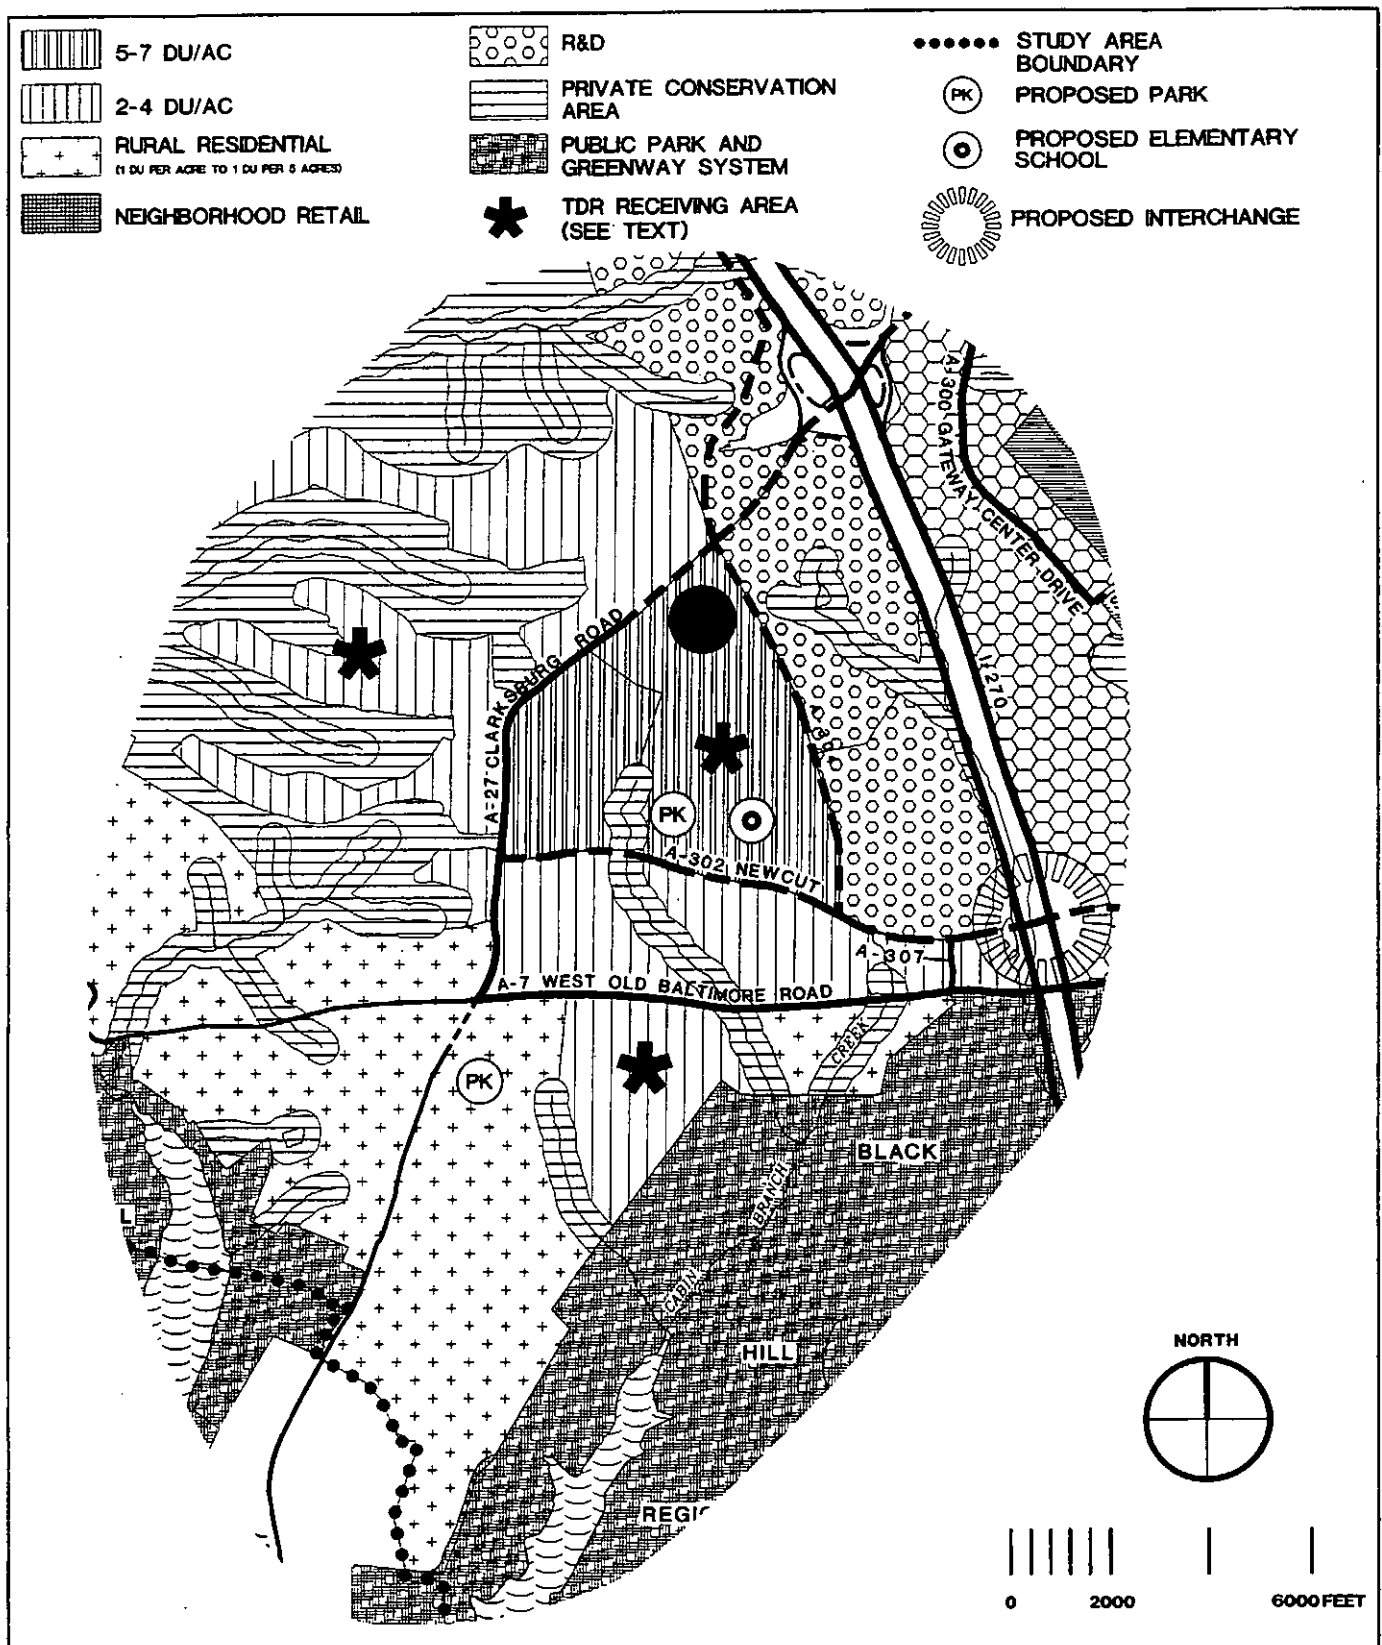 5-7 DU/AC
2-4 DU/AC
RURAL RESIDENTIAL
(1 DU PER ACRE TO 1 DU PER 5 ACRES)
NEIGHBORHOOD RETAIL
R&D
PRIVATE CONSERVATION
AREA
PUBLIC PARK AND
GREENWAY SYSTEM
TDR RECEIVING AREA
(SEE TEXT)
STUDY AREA
BOUNDARY
PK
PROPOSED PARK
PROPOSED ELEMENTARY
SCHOOL
PROPOSED INTERCHANGE
A-300 GATEWAY CENTER DRIVE
I-270
A-27 CLARKSBURG ROAD
PK
A-302 NEWCUT
A-307
A-7 WEST OLD BALTIMORE ROAD
CREEK
PK
BLACK
BRANCH
L
CABIN
HILL
NORTH
0
2000
6000 FEET